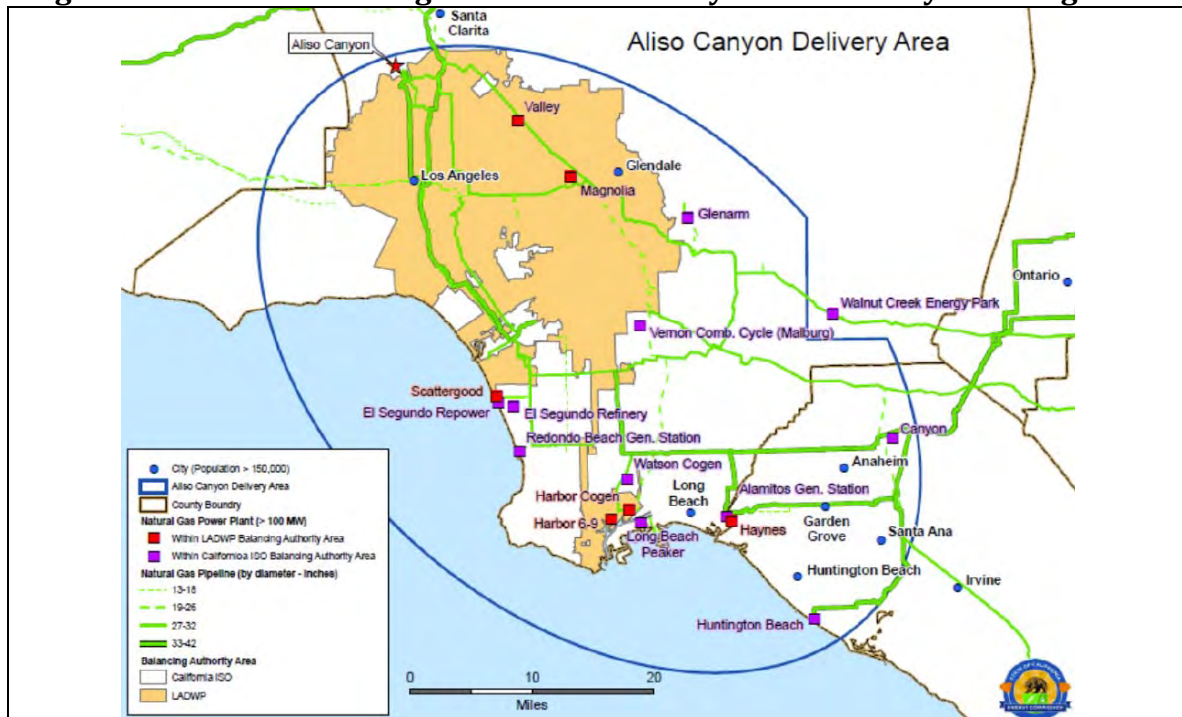 Santa
Clarita
Aliso Canyon
Aliso Canyon Delivery Area
Valley
Glendale
Los Angeles
Magnolia
Glenarm
Ontario
Walnut Creek Energy Park
Vernon Comb. Cycle (Malburg)
Scattergood
El Segundo Repower
El Segundo Refinery
Redondo Beach Gen. Station
Canyon
Watson Cogen
Anaheim
Long
Beach
Alamitos Gen. Station
Harbor Cogen
Harbor 6-9
Haynes
Garden
Grove
Long Beach
Peaker
Santa Ana
Huntington Beach
Irvine
Huntington Beach
City (Population > 150,000)
Aliso Canyon Delivery Area
County Boundry
Natural Gas Power Plant (> 100 MW)
Within LADWP Balancing Authority Area
Within California ISO Balancing Authority Area
Natural Gas Pipeline (by diameter - inches)
13-18
19-26
27-32
33-42
Balancing Authority Area
California ISO
LADWP
0 10 20
Miles
STATE OF CALIFORNIA
ENERGY COMMISSION